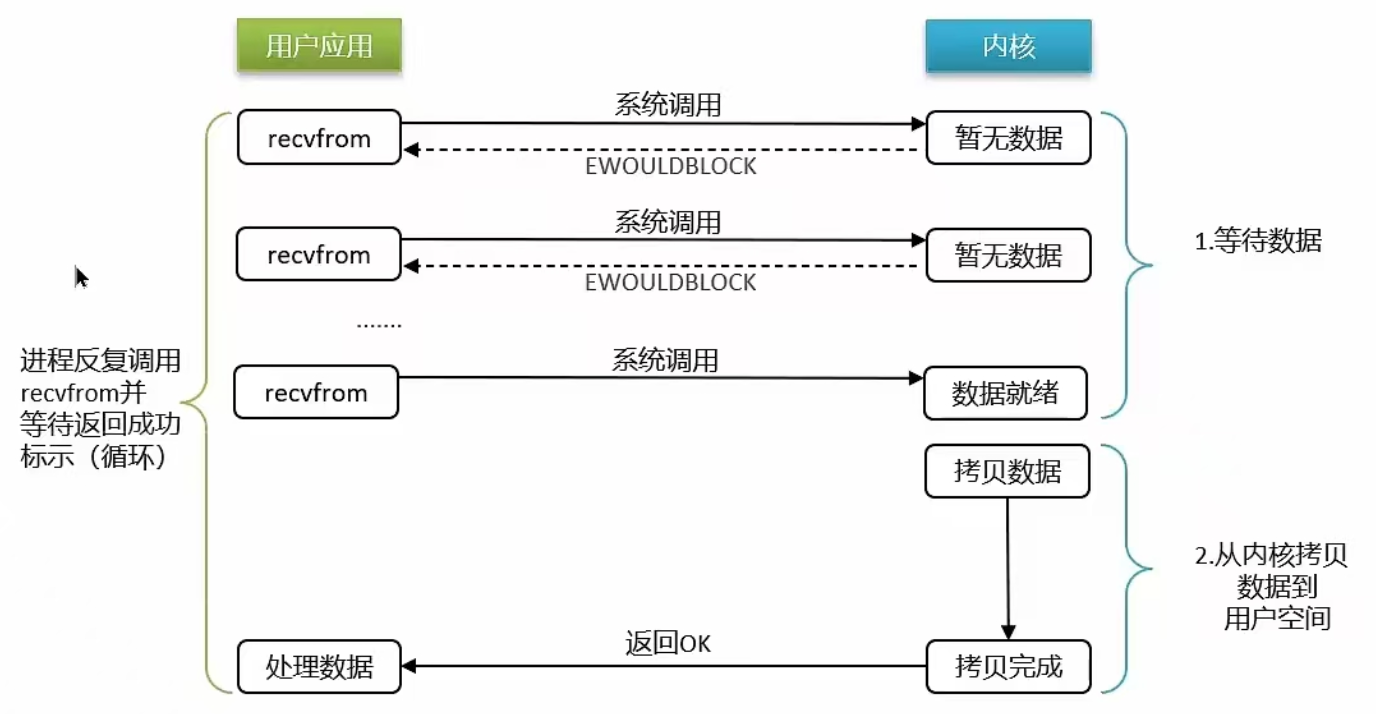 用户应用
内核
系统调用
recvfrom
暂无数据
EWOULDBLOCK
系统调用
recvfrom
暂无数据
EWOULDBLOCK
1.等待数据
.......
系统调用
recvfrom
数据就绪
进程反复调用
recvfrom并
等待返回成功
标示（循环）
拷贝数据
2.从内核拷贝
数据到
用户空间
返回OK
处理数据
拷贝完成